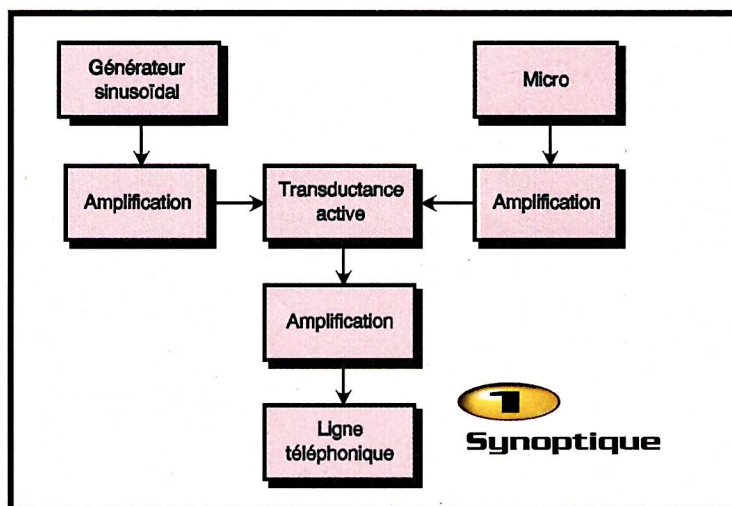 Générateur
sinusoïdal
Micro
Amplification
Transductance
active
Amplification
Amplification
Ligne
téléphonique
1
Synoptique